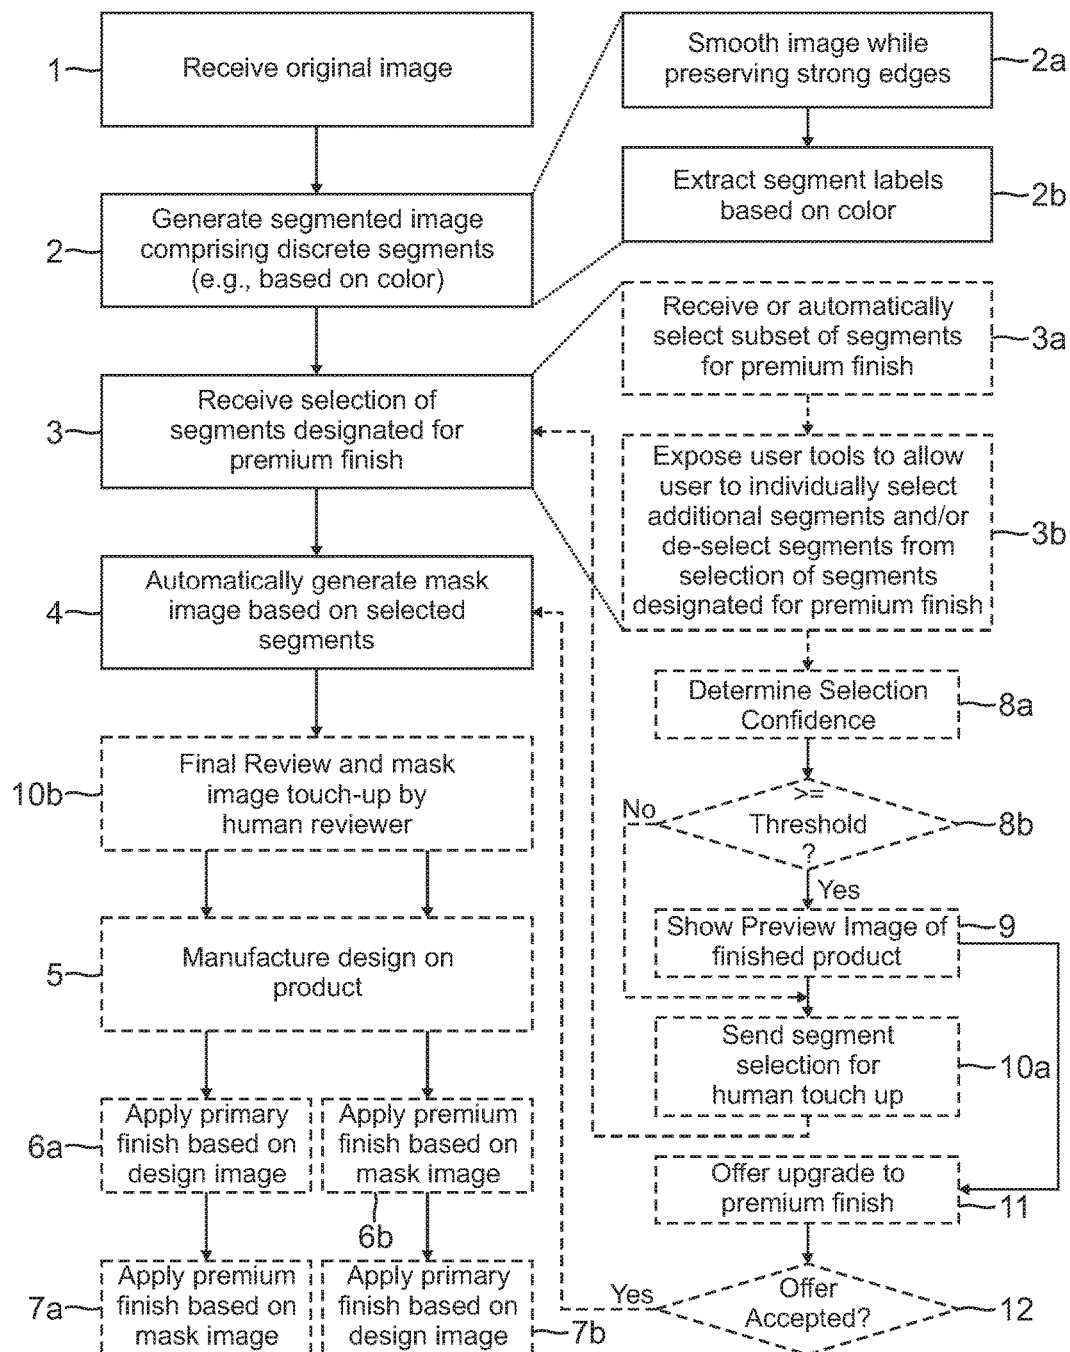 1
Receive original image
2
Generate segmented image
comprising discrete segments
(e.g., based on color)
3
Receive selection of
segments designated for
premium finish
4
Automatically generate mask
image based on selected
segments
10b
Final Review and mask
image touch-up by
human reviewer
5
Manufacture design on
product
6a
Apply primary
finish based on
design image
Apply premium
finish based on
mask image
6b
7a
Apply premium
finish based on
mask image
Apply primary
finish based on
design image
7b
Smooth image while
preserving strong edges
2a
Extract segment labels
based on color
2b
Receive or automatically
select subset of segments
for premium finish
3a
Expose user tools to allow
user to individually select
additional segments and/or
de-select segments from
selection of segments
designated for premium finish
3b
Determine Selection
Confidence
8a
>=
Threshold
?
8b
No
Yes
Show Preview Image of
finished product
9
Send segment
selection for
human touch up
10a
Offer upgrade to
premium finish
11
Offer
Accepted?
12
Yes